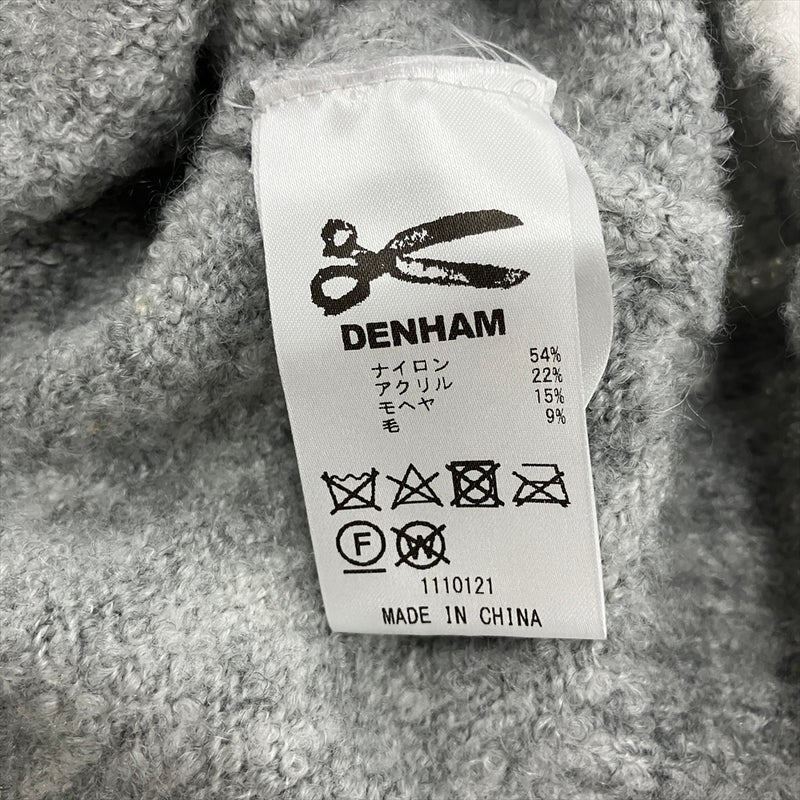 DENHAM
ナイロン 54%
アクリル 22%
モヘヤ 15%
毛 9%
F W
1110121
MADE IN CHINA